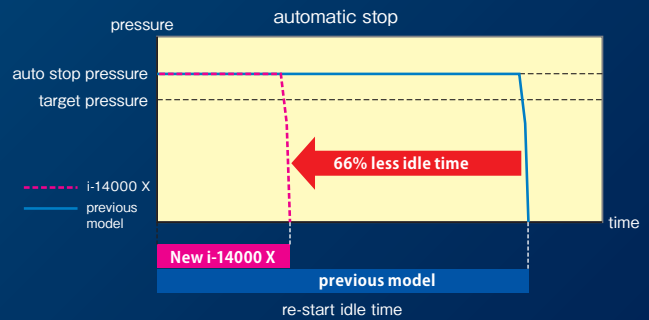 automatic stop
pressure
auto stop pressure
target pressure
66% less idle time
i-14000 X
previous
model
time
New i-14000 X
previous model
re-start idle time